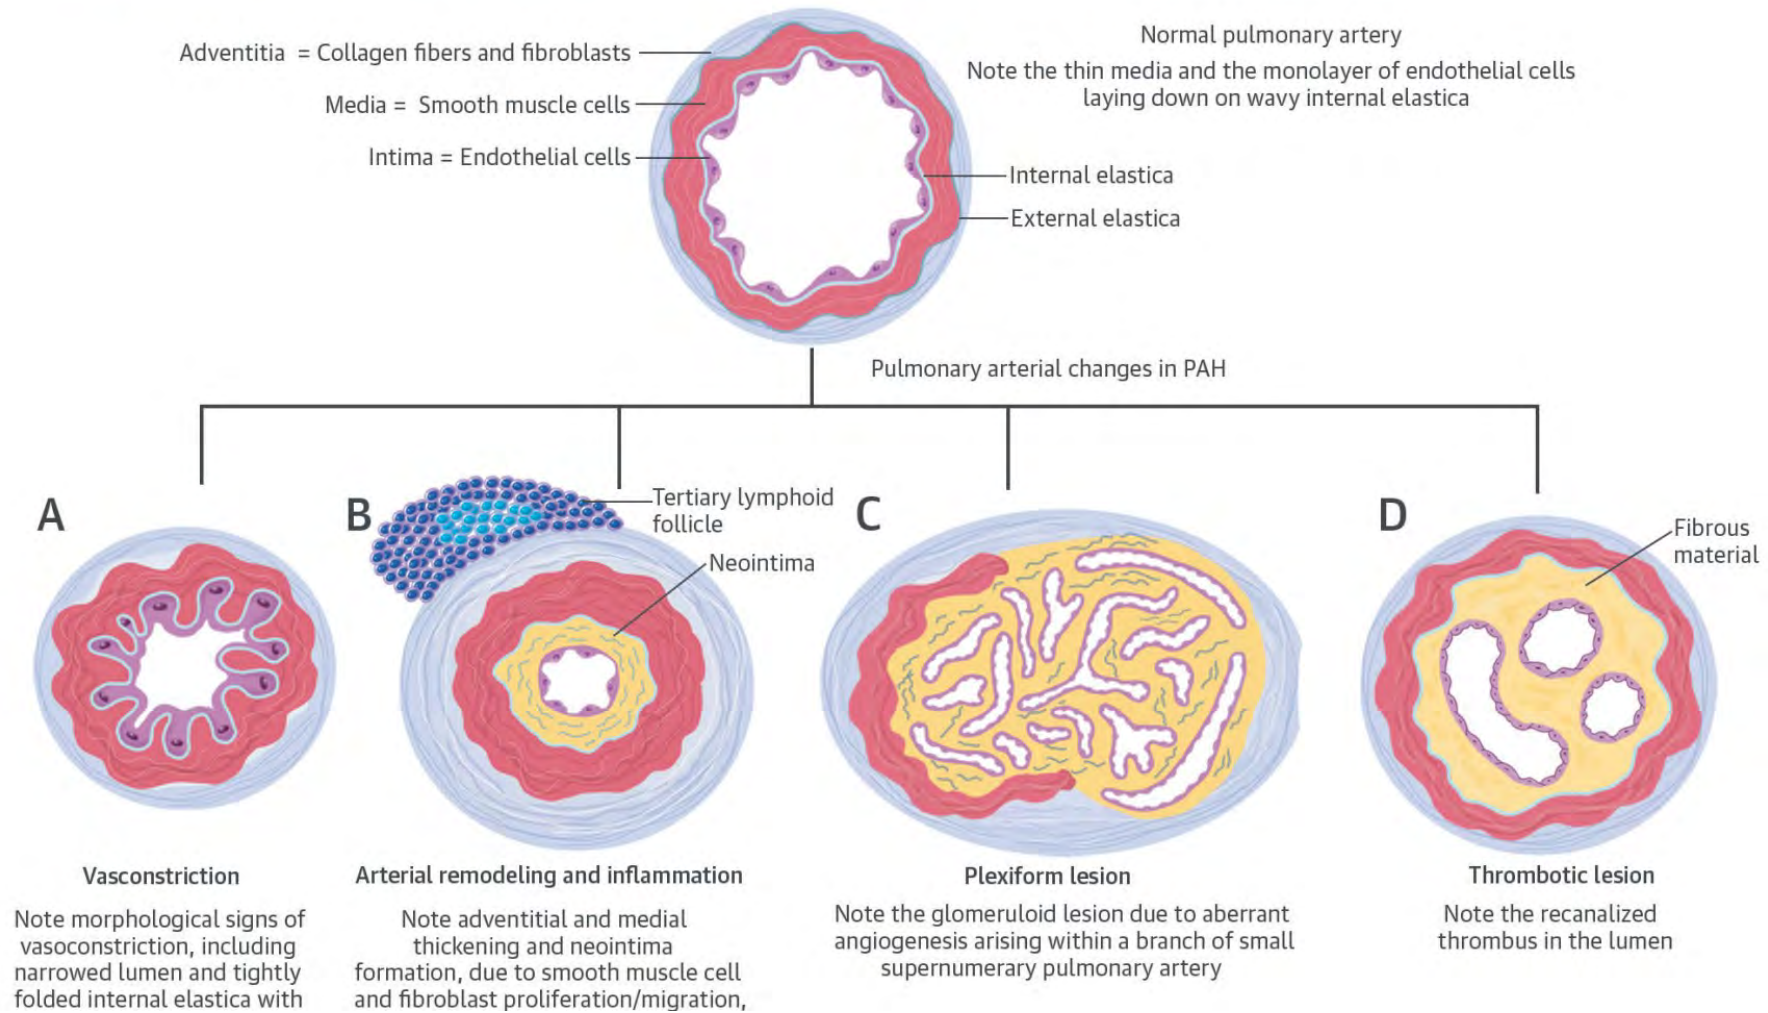 Adventitia = Collagen fibers and fibroblasts
Media = Smooth muscle cells
Intima = Endothelial cells
Normal pulmonary artery
Note the thin media and the monolayer of endothelial cells
laying down on wavy internal elastica
Internal elastica
External elastica
Pulmonary arterial changes in PAH
A
Vasconstriction
Note morphological signs of
vasoconstriction, including
narrowed lumen and tightly
folded internal elastica with
B
Tertiary lymphoid
follicle
Neointima
Arterial remodeling and inflammation
Note adventitial and medial
thickening and neointima
formation, due to smooth muscle cell
and fibroblast proliferation/migration,
C
Plexiform lesion
Note the glomeruloid lesion due to aberrant
angiogenesis arising within a branch of small
supernumerary pulmonary artery
D
Fibrous
material
Thrombotic lesion
Note the recanalized
thrombus in the lumen